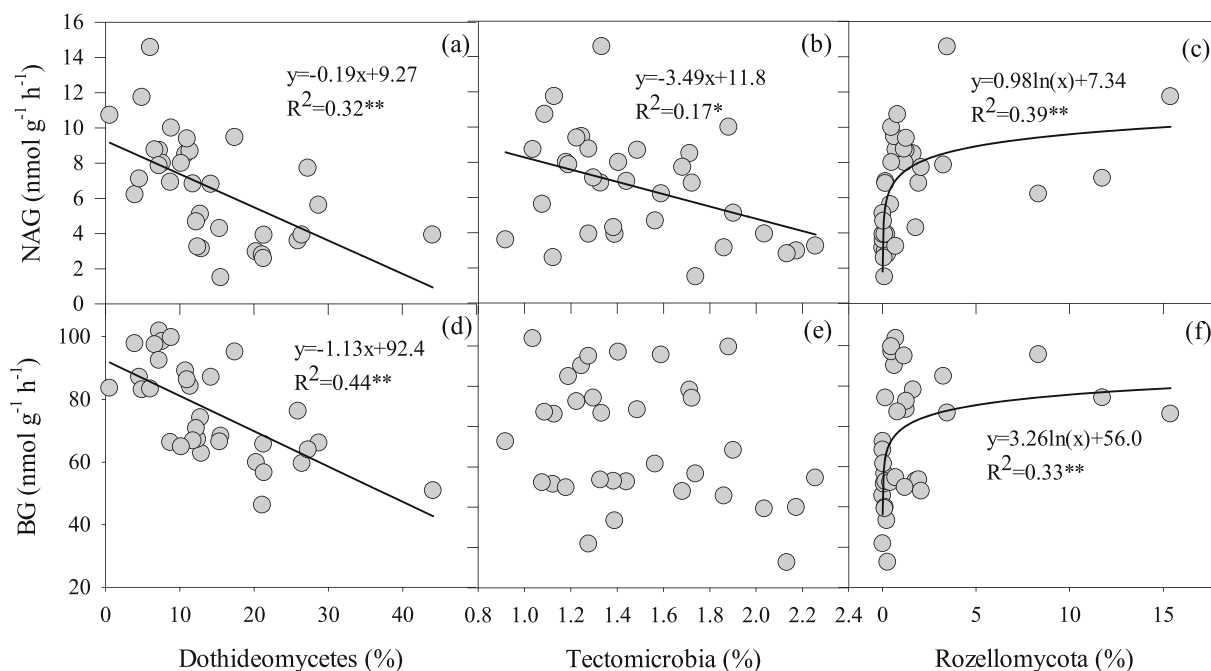 16
14
12
10
8
6
4
2
0
NAG (nmol g⁻¹ h⁻¹)
(a)
y=-0.19x+9.27
R²=0.32**
(b)
y=-3.49x+11.8
R²=0.17*
(c)
y=0.98ln(x)+7.34
R²=0.39**
100
80
60
40
20
BG (nmol g⁻¹ h⁻¹)
(d)
y=-1.13x+92.4
R²=0.44**
(e)
(f)
y=3.26ln(x)+56.0
R²=0.33**
0 10 20 30 40
0.8 1.0 1.2 1.4 1.6 1.8 2.0 2.2 2.4
0 5 10 15
Dothideomycetes (%) Tectomicrobia (%) Rozellomycota (%)